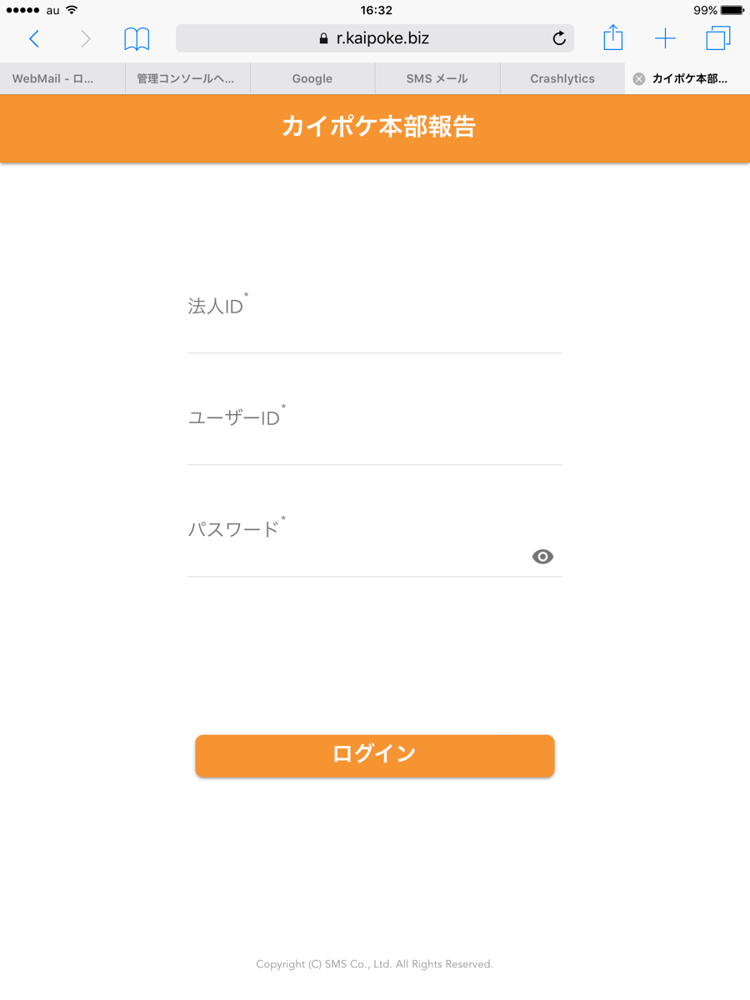 au 16:32 99%
r.kaipoke.biz
WebMail - ロ... 管理コンソールへ... Google SMS メール Crashlytics カイポケ本部...
カイポケ本部報告
法人ID*
ユーザーID*
パスワード*
ログイン
Copyright (C) SMS Co., Ltd. All Rights Reserved.